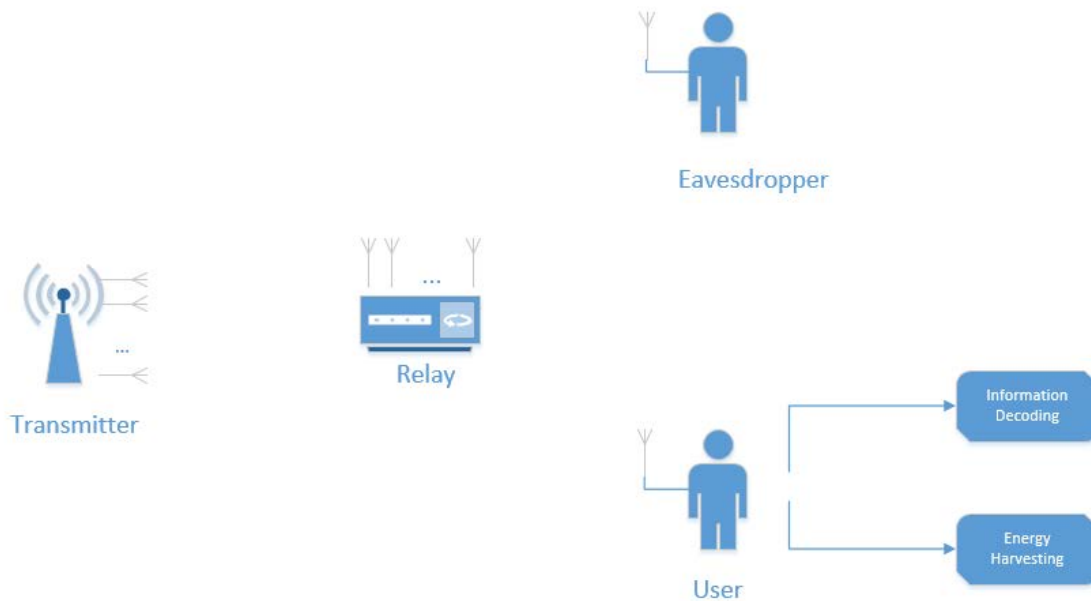 Eavesdropper
...
...
Relay
Transmitter
Information
Decoding
Energy
Harvesting
User